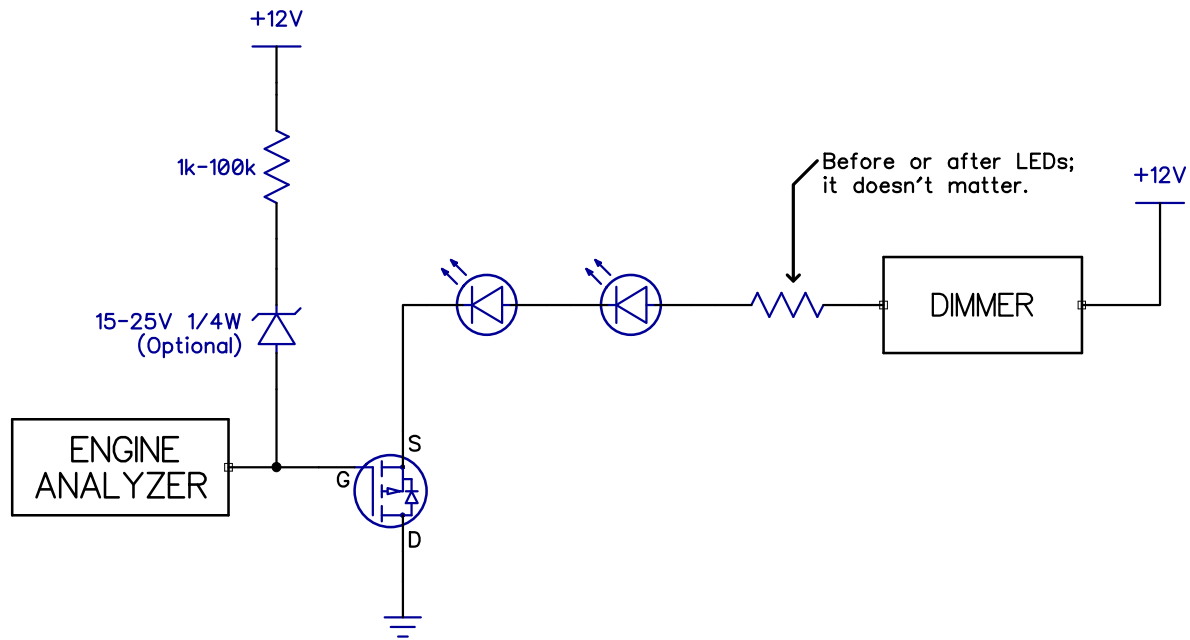 +12V
1k-100k
Before or after LEDs;
it doesn't matter.
+12V
DIMMER
15-25V 1/4W
(Optional)
ENGINE
ANALYZER
S
G
D